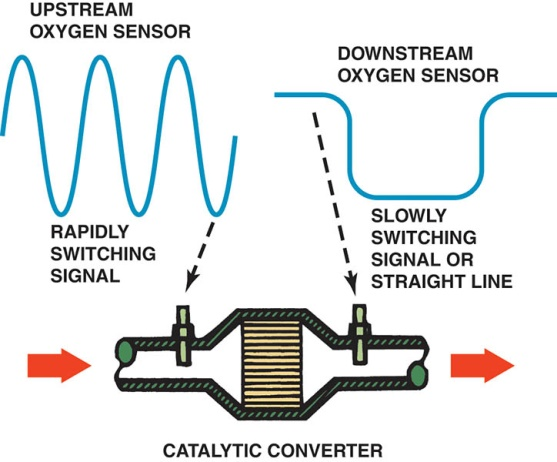 UPSTREAM
OXYGEN SENSOR
DOWNSTREAM
OXYGEN SENSOR
RAPIDLY
SWITCHING
SIGNAL
SLOWLY
SWITCHING
SIGNAL OR
STRAIGHT LINE
CATALYTIC CONVERTER